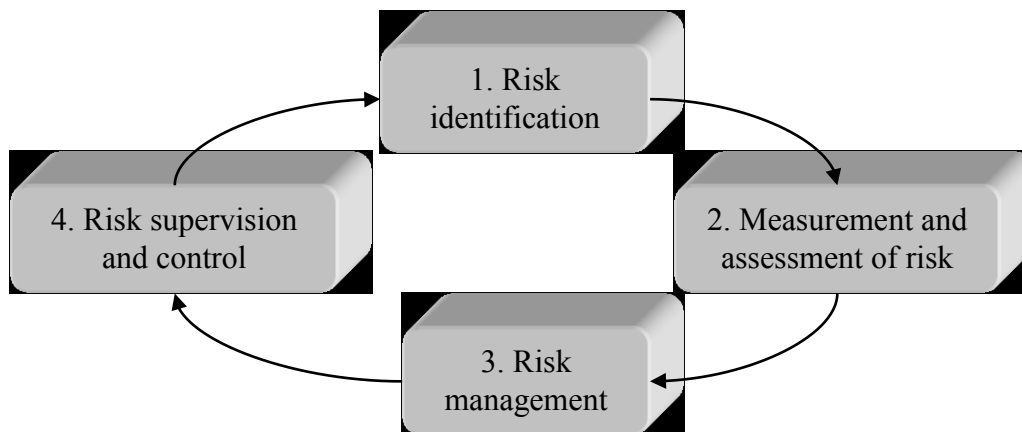 1. Risk
identification
2. Measurement and
assessment of risk
3. Risk
management
4. Risk supervision
and control